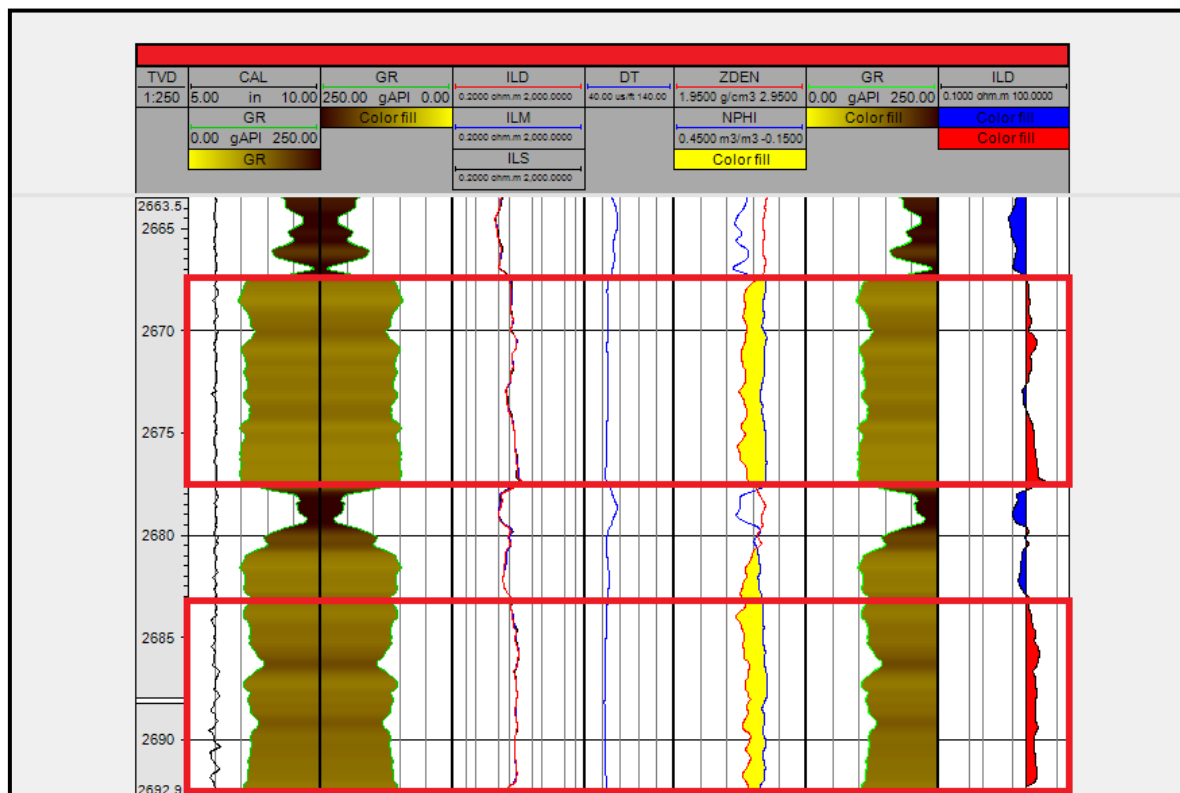 TVD CAL GR ILD DT ZDEN GR ILD
1:250 5.00 in 10.00 250.00 gAPI 0.00 0.2000 ohm.m 2,000.0000 40.00 us/ft 140.00 1.9500 g/cm3 2.9500 0.00 gAPI 250.00 0.1000 ohm.m 100.0000
GR Color fill ILM NPHI Color fill Color fill
0.00 gAPI 250.00 0.2000 ohm.m 2,000.0000 0.4500 m3/m3 -0.1500 Color fill
GR ILS Color fill
0.2000 ohm.m 2,000.0000
2663.5
2665
2670
2675
2680
2685
2690
2692.9